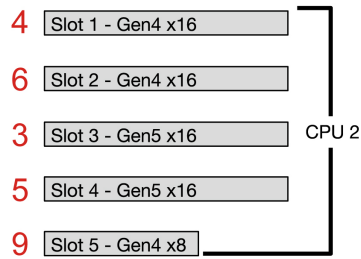 4 Slot 1 - Gen4 x16
6 Slot 2 - Gen4 x16
3 Slot 3 - Gen5 x16 CPU 2
5 Slot 4 - Gen5 x16
9 Slot 5 - Gen4 x8